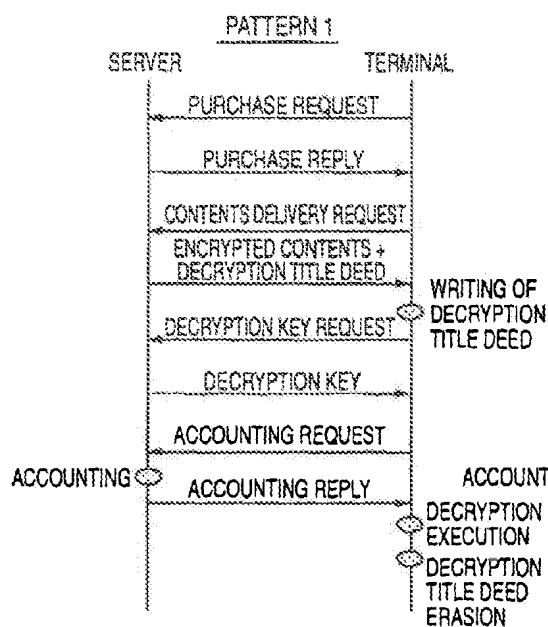 PATTERN 1
SERVER
TERMINAL
PURCHASE REQUEST
PURCHASE REPLY
CONTENTS DELIVERY REQUEST
ENCRYPTED CONTENTS +
DECRYPTION TITLE DEED
WRITING OF
DECRYPTION
TITLE DEED
DECRYPTION KEY REQUEST
DECRYPTION KEY
ACCOUNTING REQUEST
ACCOUNTING
ACCOUNT
ACCOUNTING REPLY
DECRYPTION
EXECUTION
DECRYPTION
TITLE DEED
ERASION